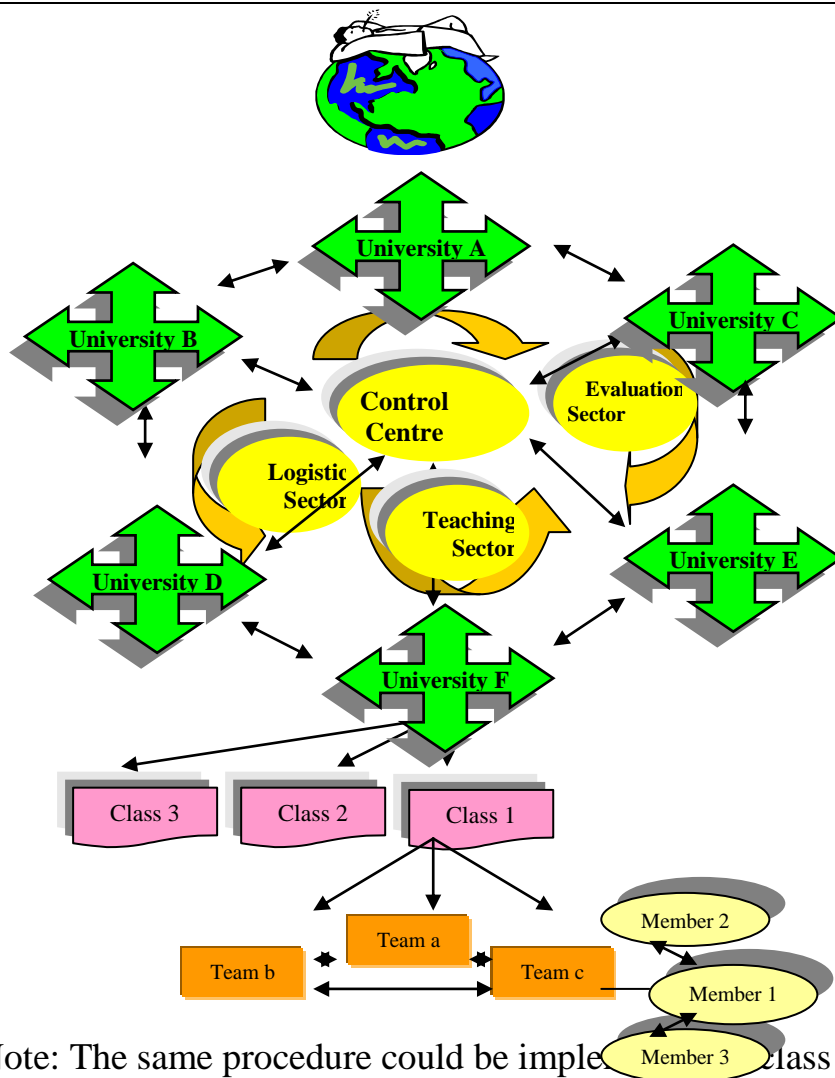 University A
University B
University C
Control
Centre
Evaluation
Sector
Logistic
Sector
Teaching
Sector
University D
University E
University F
Class 3
Class 2
Class 1
Team a
Team b
Team c
Member 2
Member 1
Member 3
Note: The same procedure could be class